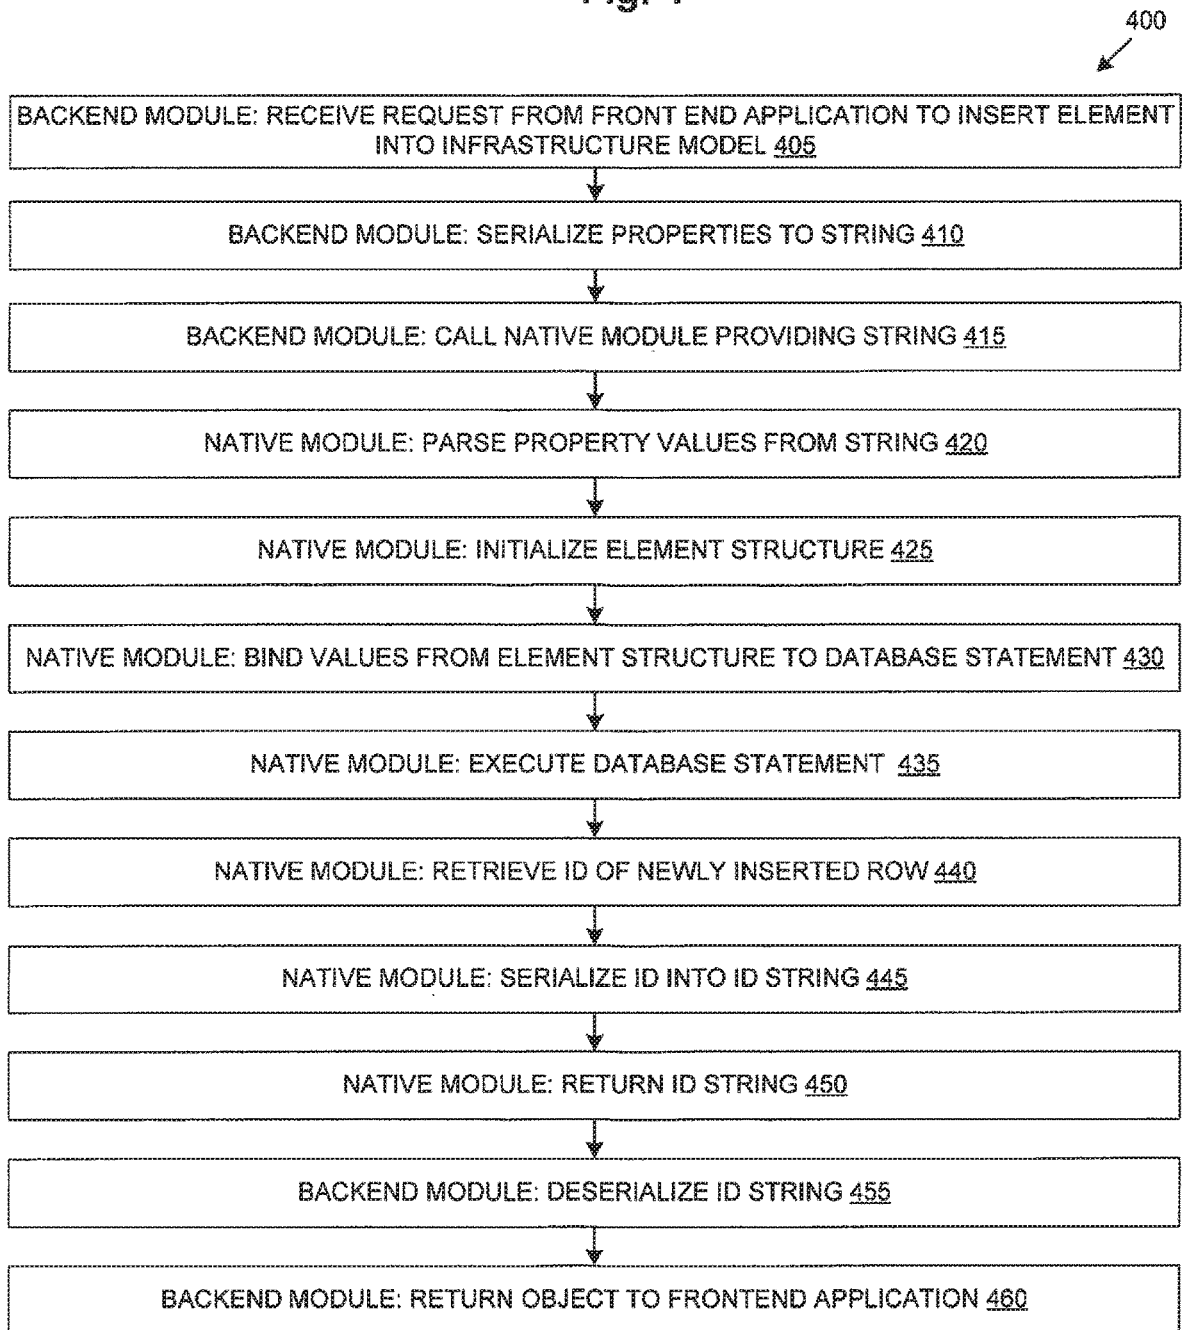 400
BACKEND MODULE: RECEIVE REQUEST FROM FRONT END APPLICATION TO INSERT ELEMENT
INTO INFRASTRUCTURE MODEL 405
BACKEND MODULE: SERIALIZE PROPERTIES TO STRING 410
BACKEND MODULE: CALL NATIVE MODULE PROVIDING STRING 415
NATIVE MODULE: PARSE PROPERTY VALUES FROM STRING 420
NATIVE MODULE: INITIALIZE ELEMENT STRUCTURE 425
NATIVE MODULE: BIND VALUES FROM ELEMENT STRUCTURE TO DATABASE STATEMENT 430
NATIVE MODULE: EXECUTE DATABASE STATEMENT 435
NATIVE MODULE: RETRIEVE ID OF NEWLY INSERTED ROW 440
NATIVE MODULE: SERIALIZE ID INTO ID STRING 445
NATIVE MODULE: RETURN ID STRING 450
BACKEND MODULE: DESERIALIZE ID STRING 455
BACKEND MODULE: RETURN OBJECT TO FRONTEND APPLICATION 460